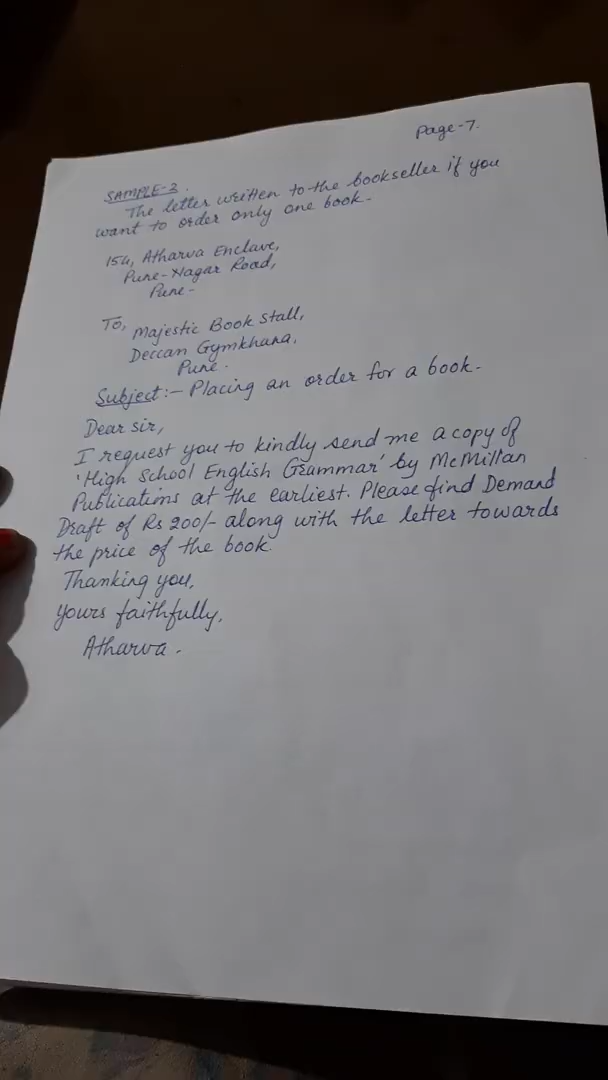 Page-7.
SAMPLE-3.
The letter written to the bookseller if you
want to order only one book-
154, Atharva Enclave,
Pune-Nagar Road,
Pune-
To, Majestic Book Stall,
Deccan Gymkhana,
Pune.
Subject:- Placing an order for a book-
Dear sir,
I request you to kindly send me a copy of
'High School English Grammar' by McMillan
Publications at the earliest. Please find Demand
Draft of Rs 200/- along with the letter towards
the price of the book.
Thanking you,
yours faithfully,
Atharva.